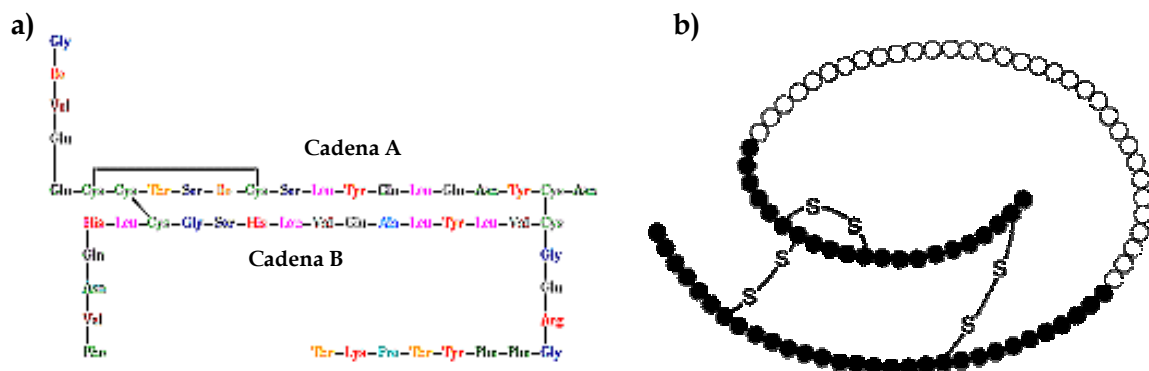 a)
Gly
Ile
Val
Glu
Cadena A
Gln-Cys-Cys-Thr-Ser-Ile-Cys-Ser-Leu-Tyr-Gln-Leu-Glu-Asn-Tyr-Cys-Asn
His-Leu-Cys-Gly-Ser-His-Leu-Val-Glu-Ala-Leu-Tyr-Leu-Val-Cys
Cadena B
Gln
Asn
Val
Phe
Gly
Glu
Arg
Thr-Lys-Pro-Thr-Tyr-Phe-Phe-Gly
b)
S
S
S
S
S
S